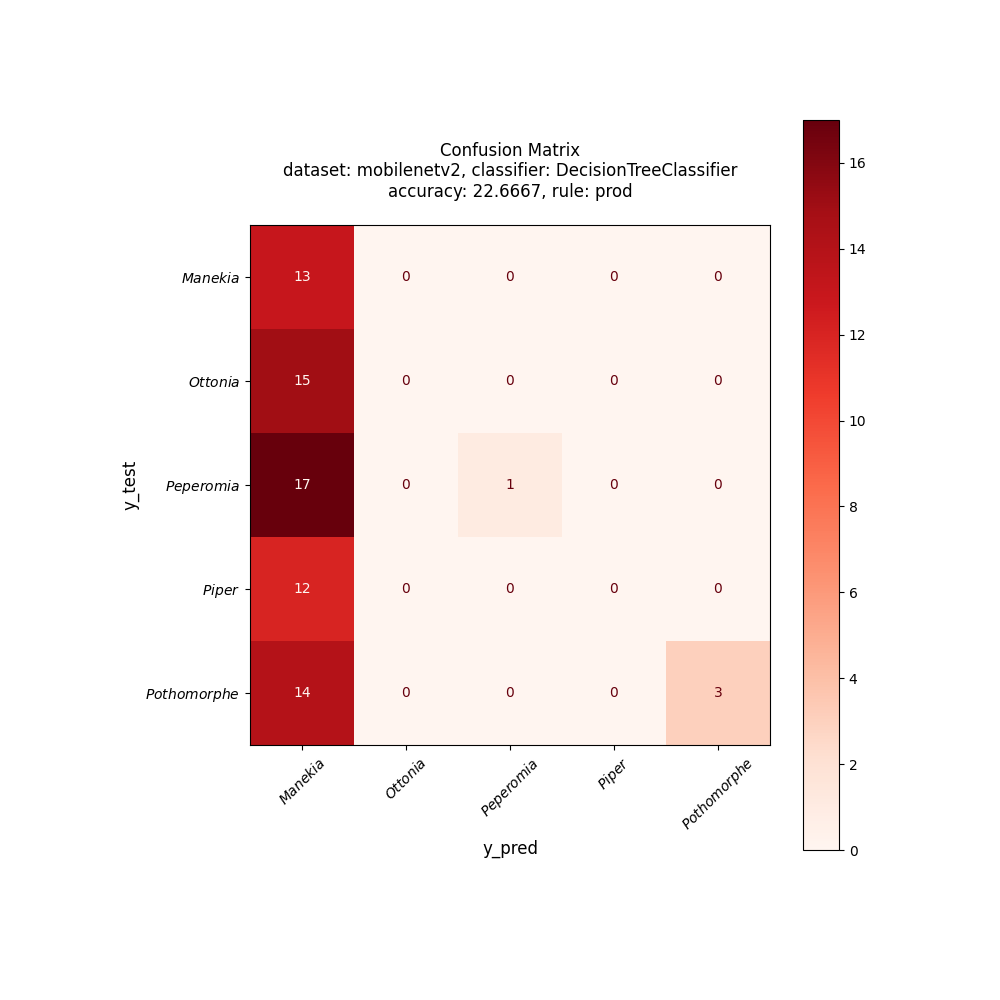 Confusion Matrix
dataset: mobilenetv2, classifier: DecisionTreeClassifier
accuracy: 22.6667, rule: prod
y_test
Manekia 13 0 0 0 0
Ottonia 15 0 0 0 0
Peperomia 17 0 1 0 0
Piper 12 0 0 0 0
Pothomorphe 14 0 0 0 3
Manekia Ottonia Peperomia Piper Pothomorphe
y_pred
16
14
12
10
8
6
4
2
0